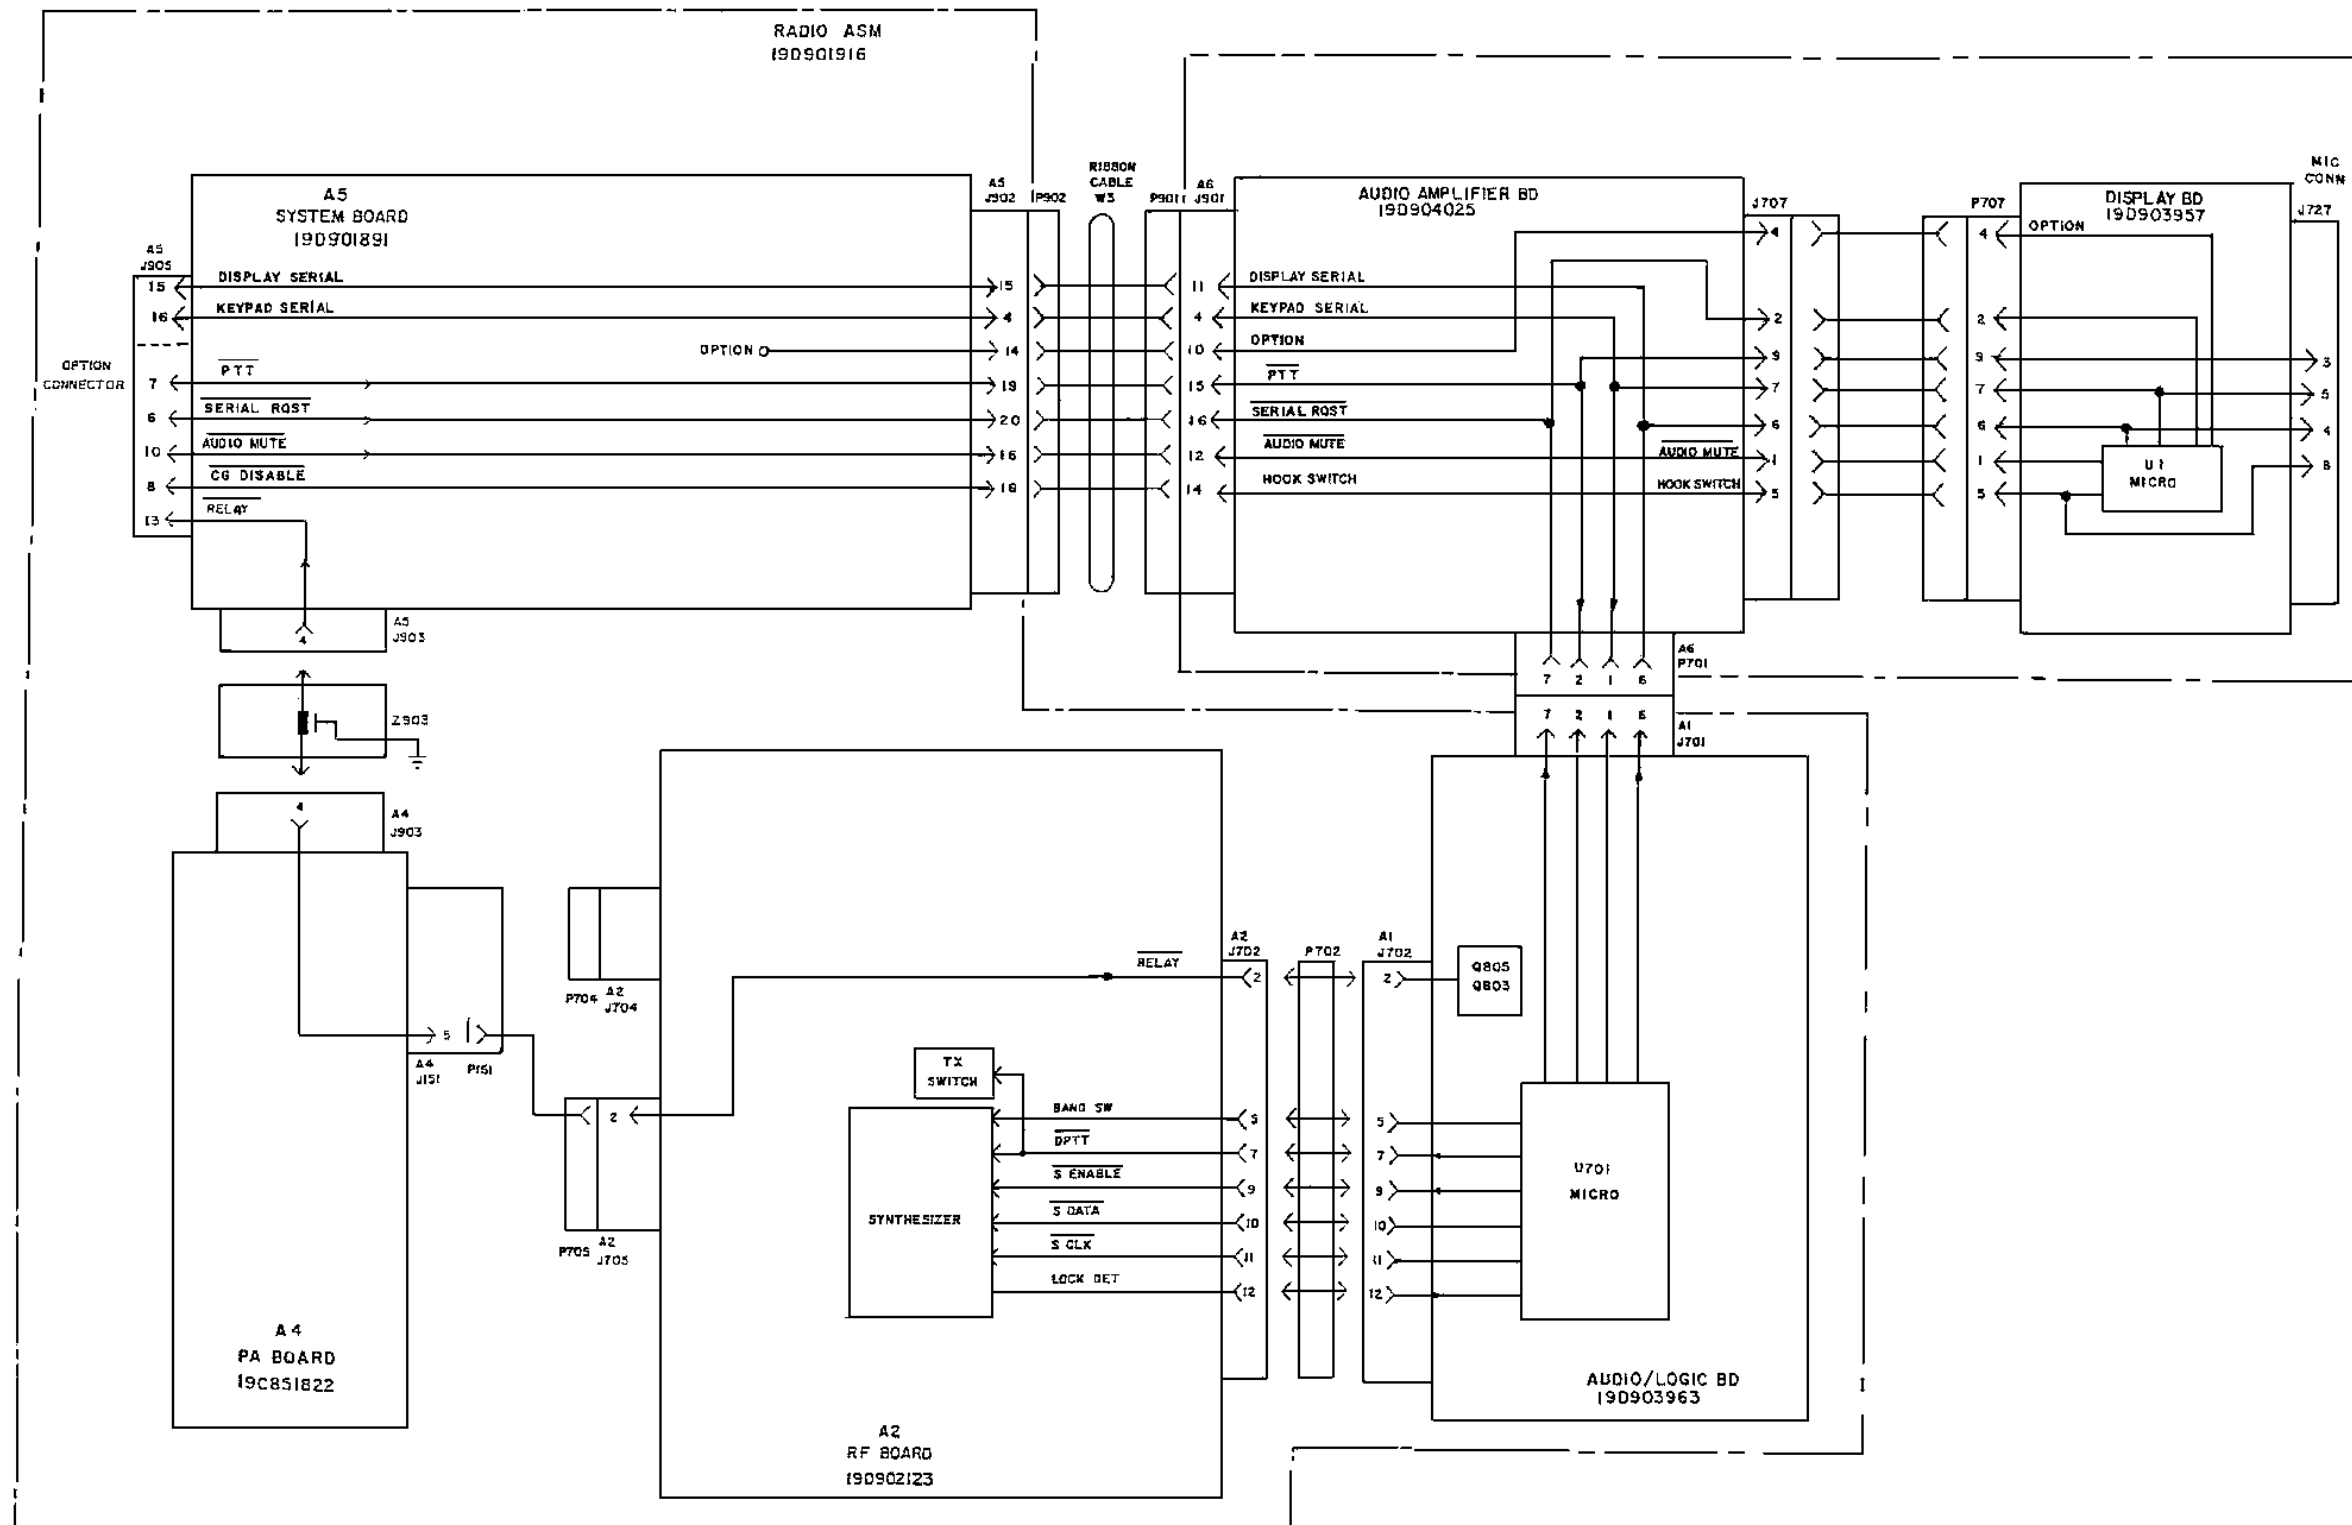 RADIO ASM
19D901916
A5
SYSTEM BOARD
19D901891
A5
J905
OPTION
CONNECTOR
15
16
7
6
10
8
13
DISPLAY SERIAL
KEYPAD SERIAL
OPTION
PTT
SERIAL RQST
AUDIO MUTE
CG DISABLE
RELAY
A5
J902
P902
15
4
14
19
20
16
18
RIBBON
CABLE
W3
P901
A6
J901
11
4
10
15
16
12
14
AUDIO AMPLIFIER BD
19D904025
DISPLAY SERIAL
KEYPAD SERIAL
OPTION
PTT
SERIAL RQST
AUDIO MUTE
HOOK SWITCH
AUDIO MUTE
HOOK SWITCH
J707
4
2
9
7
6
1
5
P707
4
2
9
7
6
1
5
DISPLAY BD
19D903957
OPTION
U1
MICRO
MIC
CONN
J727
3
5
4
6
4
A5
J903
Z903
4
A4
J903
A6
P701
7 2 1 6
7 2 1 6
A1
J701
A4
PA BOARD
19C851822
5
A4
J151
P151
P704
A2
J704
2
P705
A2
J705
RELAY
TX
SWITCH
SYNTHESIZER
BAND SW
DPTT
S ENABLE
S DATA
S CLK
LOCK DET
A2
J702
2
5
7
9
10
11
12
P702
A1
J702
2
5
7
9
10
11
12
Q805
Q803
U701
MICRO
AUDIO/LOGIC BD
19D903963
A2
RF BOARD
19D902123